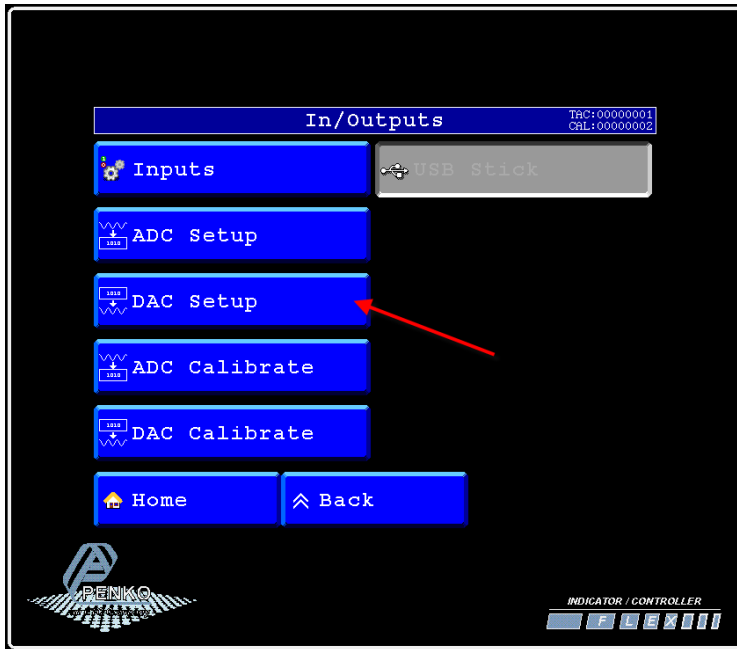 In/Outputs
TAC:00000001
CAL:00000002
Inputs
USB Stick
ADC Setup
DAC Setup
ADC Calibrate
DAC Calibrate
Home
Back
PENKO
INDICATOR / CONTROLLER
FLEX